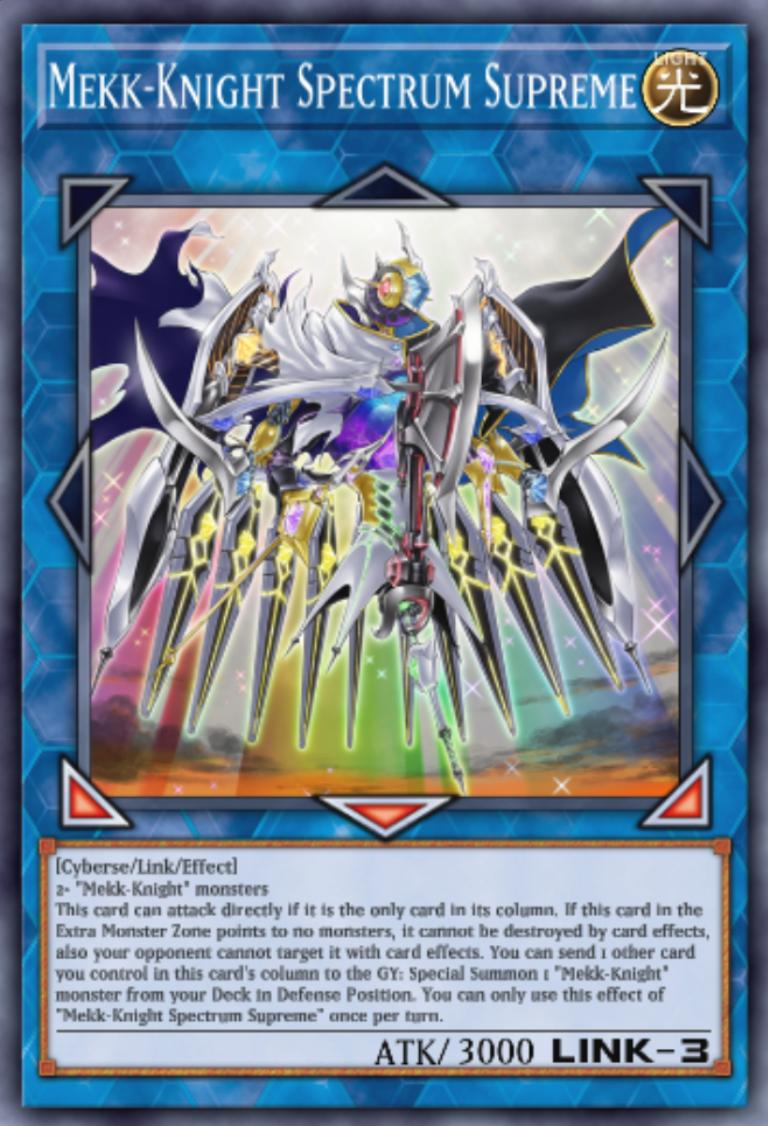 MEKK-KNIGHT SPECTRUM SUPREME
LIGHT
光
[Cyberse/Link/Effect]
2+ "Mekk-Knight" monsters
This card can attack directly if it is the only card in its column. If this card in the
Extra Monster Zone points to no monsters, it cannot be destroyed by card effects,
also your opponent cannot target it with card effects. You can send 1 other card
you control in this card's column to the GY: Special Summon 1 "Mekk-Knight"
monster from your Deck in Defense Position. You can only use this effect of
"Mekk-Knight Spectrum Supreme" once per turn.
ATK/ 3000 LINK-3